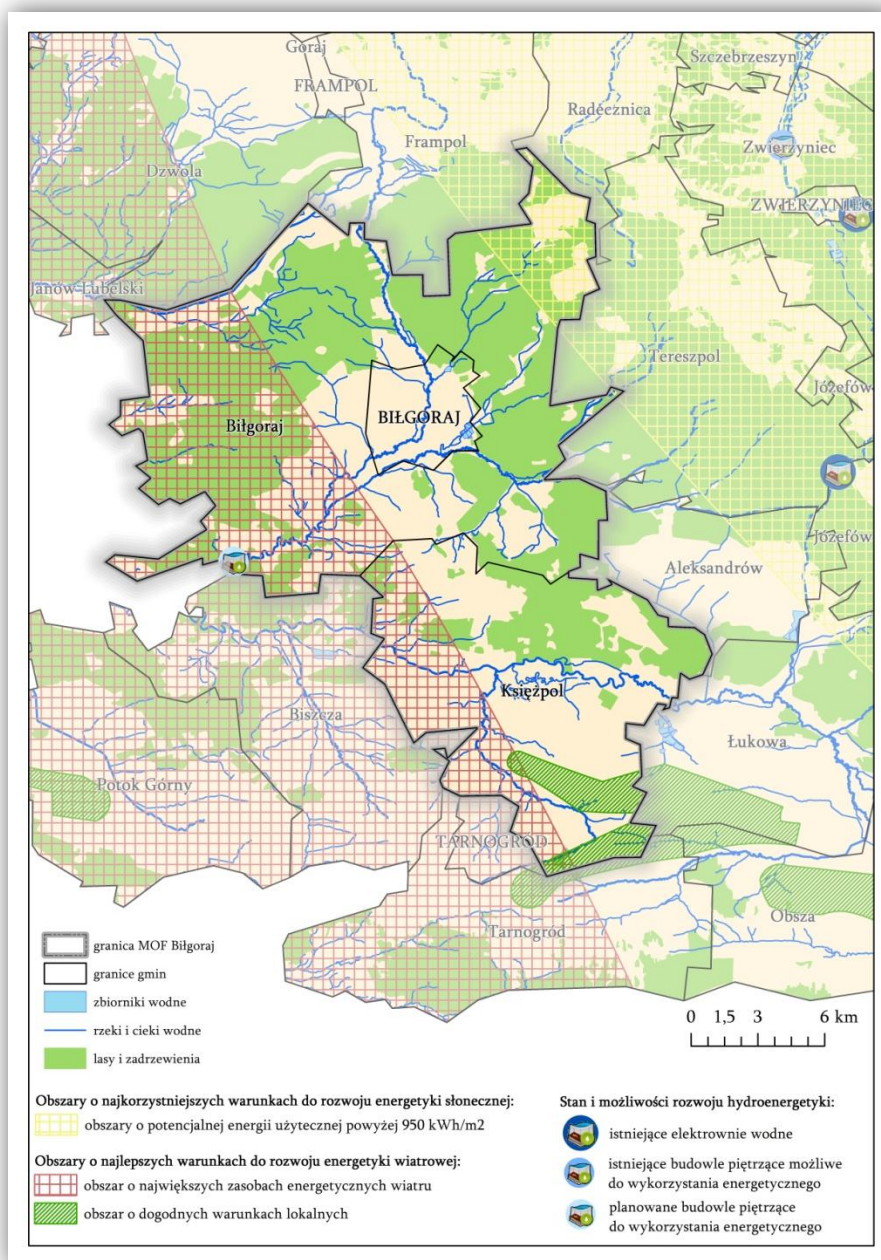 Goraj
FRAMPOL
Szczebrzeszyn
Radecznica
Frampol
Zwierzyniec
Dzwola
ZWIERZYNIEC
Janów Lubelski
Tereszpol
Józefów
BIŁGORAJ
Biłgoraj
Józefów
Aleksandrów
Księżpol
Biszcza
Łukowa
Potok Górny
TARNOGRÓD
Obsza
Tarnogród
granica MOF Biłgoraj
granice gmin
zbiorniki wodne
rzeki i cieki wodne
lasy i zadrzewienia
0 1,5 3 6 km
Obszary o najkorzystniejszych warunkach do rozwoju energetyki słonecznej:
obszary o potencjalnej energii użytecznej powyżej 950 kWh/m2
Obszary o najlepszych warunkach do rozwoju energetyki wiatrowej:
obszar o największych zasobach energetycznych wiatru
obszar o dogodnych warunkach lokalnych
Stan i możliwości rozwoju hydroenergetyki:
istniejące elektrownie wodne
istniejące budowle piętrzące możliwe
do wykorzystania energetycznego
planowane budowle piętrzące
do wykorzystania energetycznego